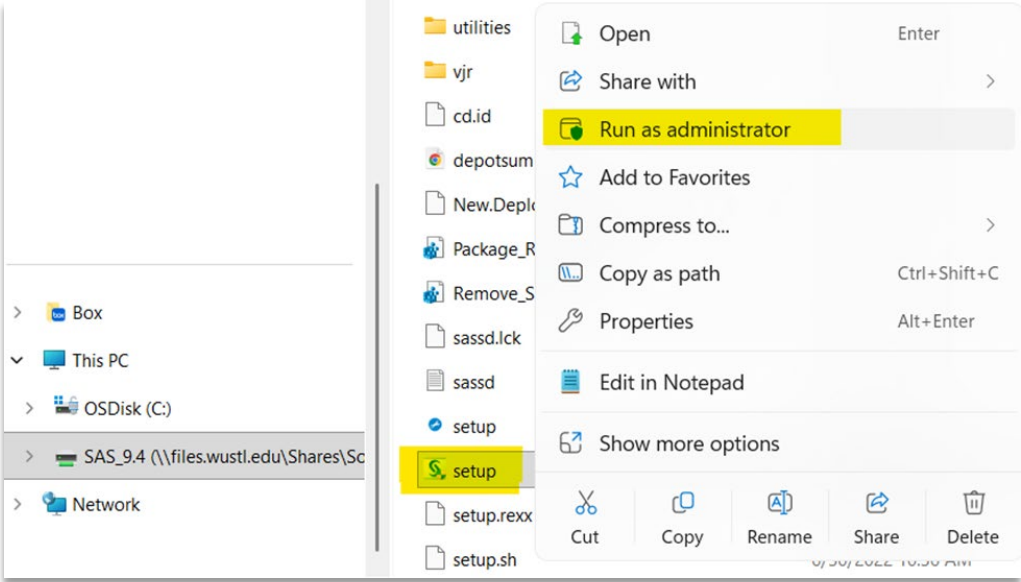 Box
This PC
OSDisk (C:)
SAS_9.4 (\\files.wustl.edu\Shares\Sc
Network
utilities
vjr
cd.id
depotsum
New.Deplo
Package_R
Remove_S
sassd.lck
sassd
setup
setup
setup.rexx
setup.sh
Open Enter
Share with
Run as administrator
Add to Favorites
Compress to...
Copy as path Ctrl+Shift+C
Properties Alt+Enter
Edit in Notepad
Show more options
Cut Copy Rename Share Delete